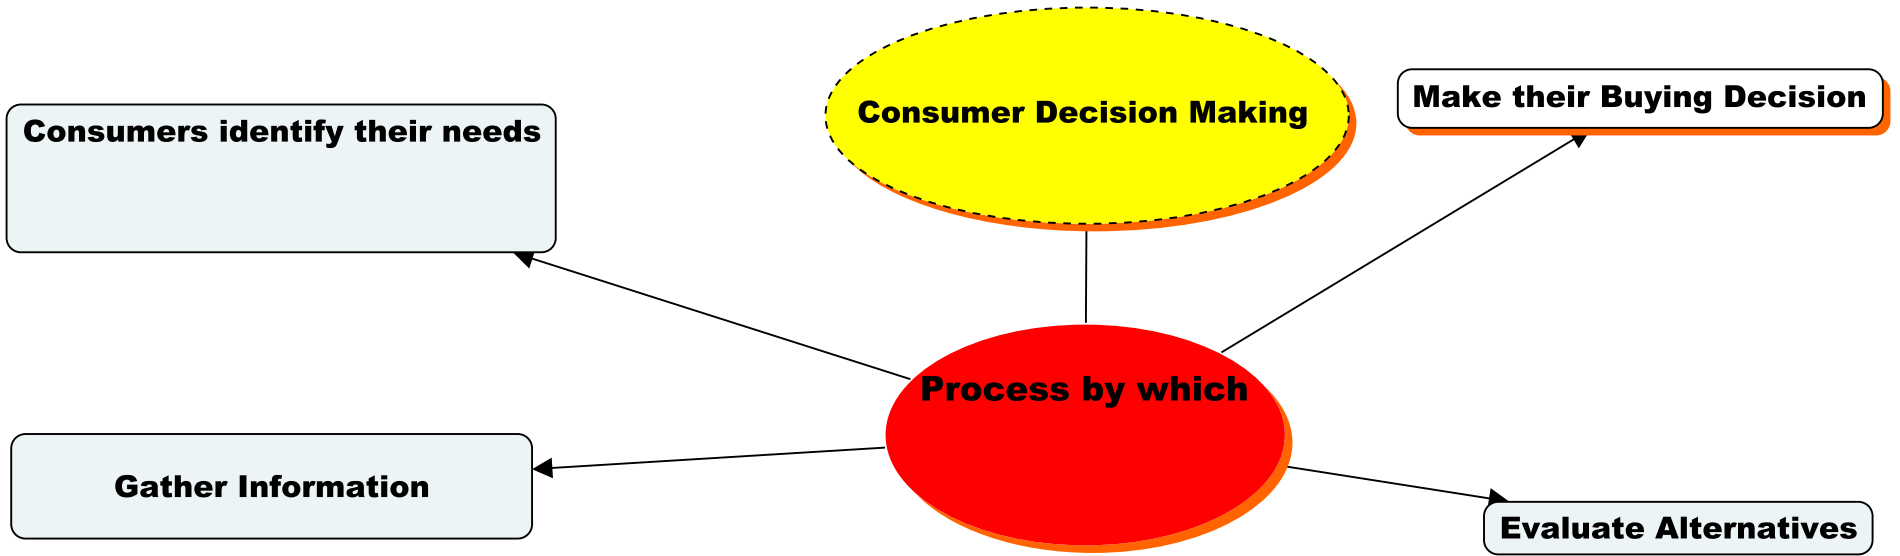 Consumer Decision Making
Make their Buying Decision
Consumers identify their needs
Process by which
Gather Information
Evaluate Alternatives